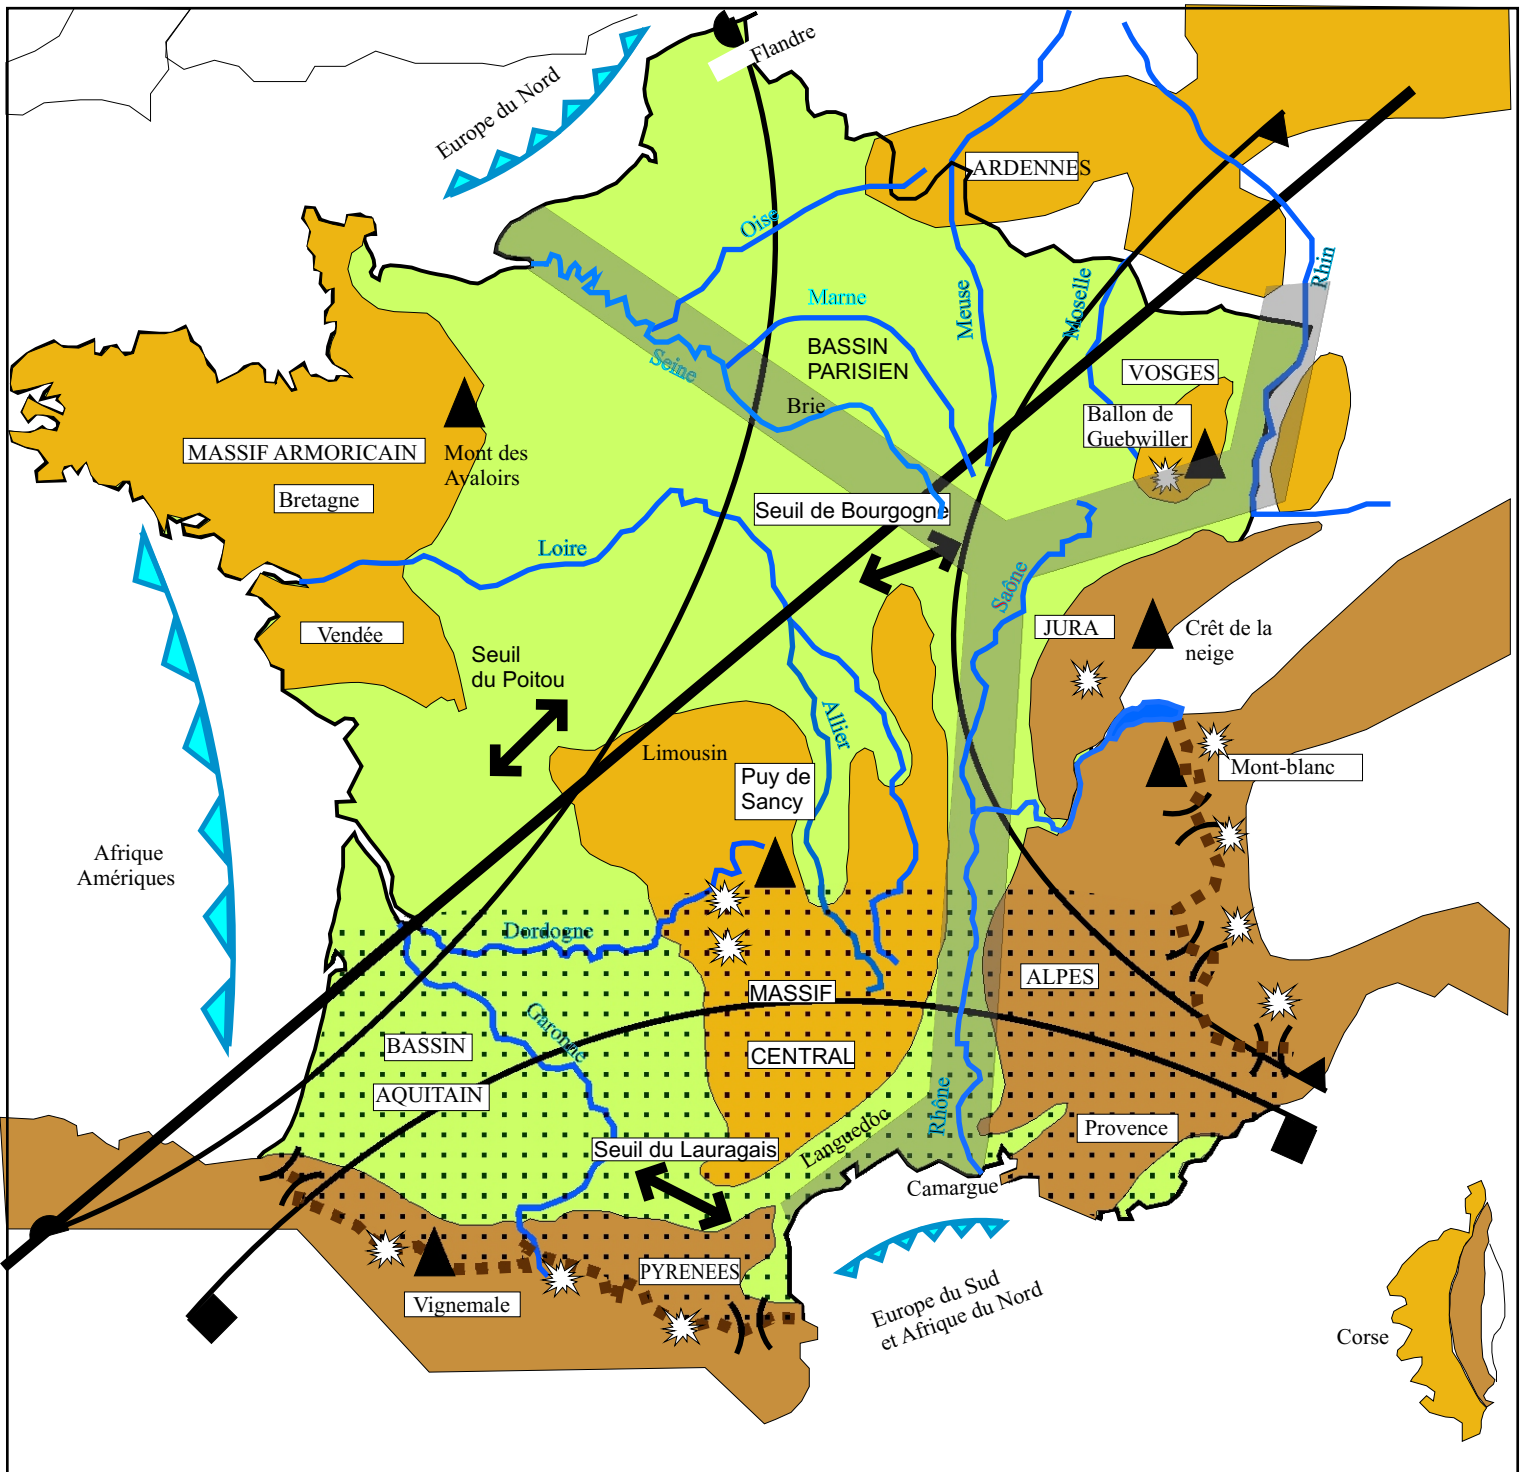 Flandre
Europe du Nord
ARDENNES
Oise
Rhin
Marne
Meuse
Moselle
BASSIN
PARISIEN
Seine
VOSGES
Brie
Ballon de
Guebwiller
MASSIF ARMORICAIN
Mont des
Avaloirs
Bretagne
Seuil de Bourgogne
Loire
Saône
Vendée
JURA
Crêt de la
neige
Seuil
du Poitou
Allier
Limousin
Puy de
Sancy
Mont-blanc
Afrique
Amériques
Dordogne
ALPES
MASSIF
Garonne
BASSIN
CENTRAL
AQUITAIN
Rhône
Languedoc
Provence
Seuil du Lauragais
Camargue
PYRENEES
Vignemale
Europe du Sud
et Afrique du Nord
Corse